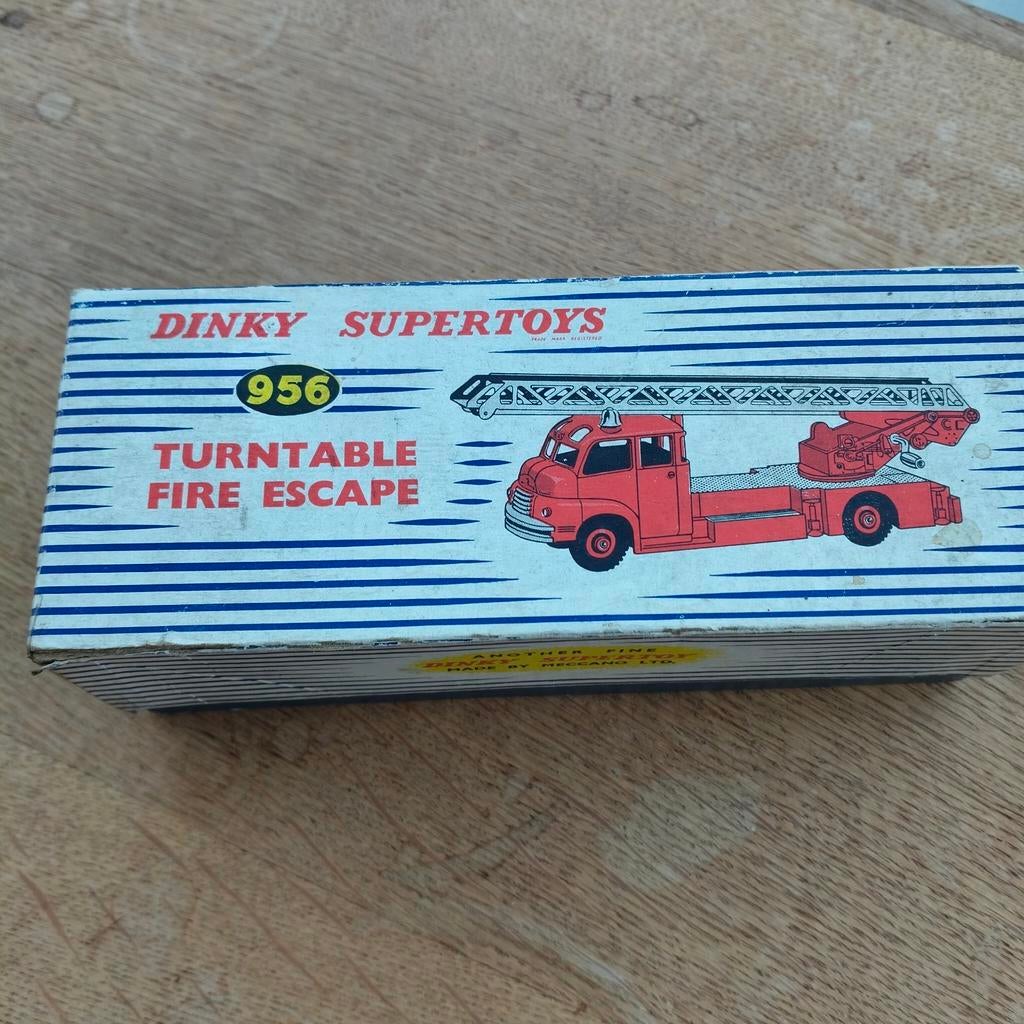 DINKY SUPERTOYS
TRADE MARK REGISTERED
956
TURNTABLE
FIRE ESCAPE
ANOTHER FINE
DINKY SUPERTOY
MADE BY MECCANO LTD.